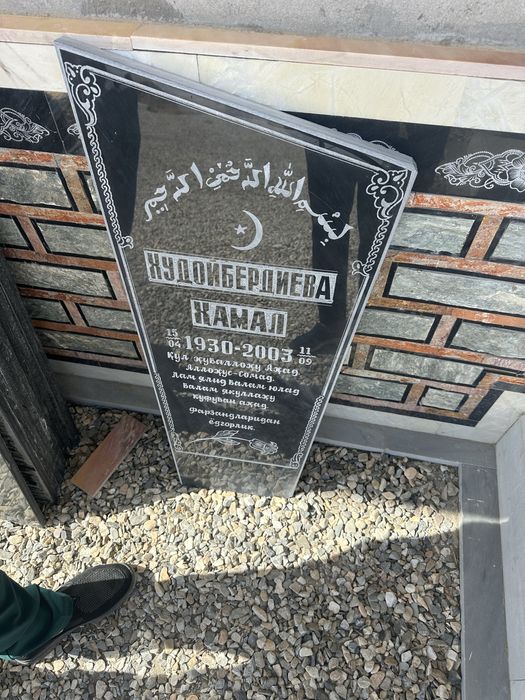 بسم الله الرحمن الرحيم
ХУДОЙБЕРДИЕВА
ХАМАЛ
15/04 1930-2003 11/09
Қул ҳуваллоҳу Аҳад.
Аллоҳус-Сомад.
Лам ялид валам юлад
валам якуллаҳу
куфуван аҳад.
Фарзандларидан
ёдгорлик.